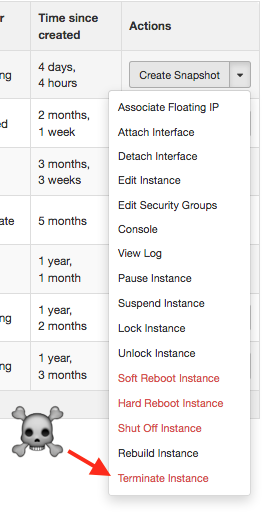 r
Time since
created
Actions
ng
4 days,
4 hours
Create Snapshot
ed
2 months,
1 week
3 months,
3 weeks
ate
5 months
1 year,
1 month
ng
1 year,
2 months
ng
1 year,
3 months
Associate Floating IP
Attach Interface
Detach Interface
Edit Instance
Edit Security Groups
Console
View Log
Pause Instance
Suspend Instance
Lock Instance
Unlock Instance
Soft Reboot Instance
Hard Reboot Instance
Shut Off Instance
Rebuild Instance
Terminate Instance